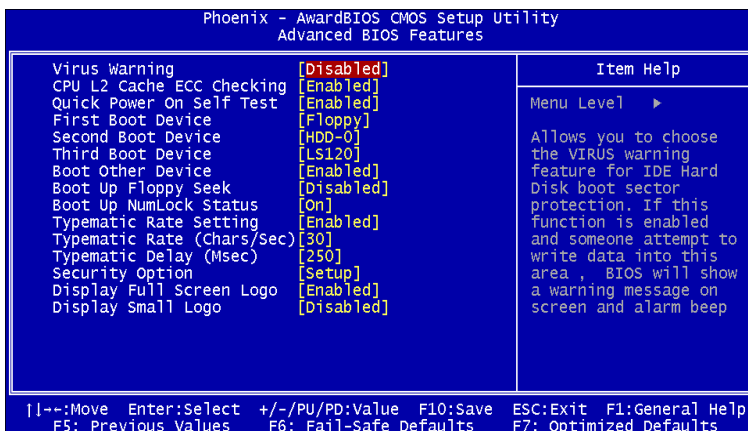 Phoenix - AwardBIOS CMOS Setup Utility
Advanced BIOS Features
Virus Warning [Disabled]
CPU L2 Cache ECC Checking [Enabled]
Quick Power On Self Test [Enabled]
First Boot Device [Floppy]
Second Boot Device [HDD-0]
Third Boot Device [LS120]
Boot Other Device [Enabled]
Boot Up Floppy Seek [Disabled]
Boot Up NumLock Status [On]
Typematic Rate Setting [Enabled]
Typematic Rate (Chars/Sec)[30]
Typematic Delay (Msec) [250]
Security Option [Setup]
Display Full Screen Logo [Enabled]
Display Small Logo [Disabled]
Item Help
Menu Level ▶
Allows you to choose
the VIRUS warning
feature for IDE Hard
Disk boot sector
protection. If this
function is enabled
and someone attempt to
write data into this
area , BIOS will show
a warning message on
screen and alarm beep
↑↓→←:Move Enter:Select +/-/PU/PD:Value F10:Save ESC:Exit F1:General Help
F5: Previous Values F6: Fail-Safe Defaults F7: Optimized Defaults